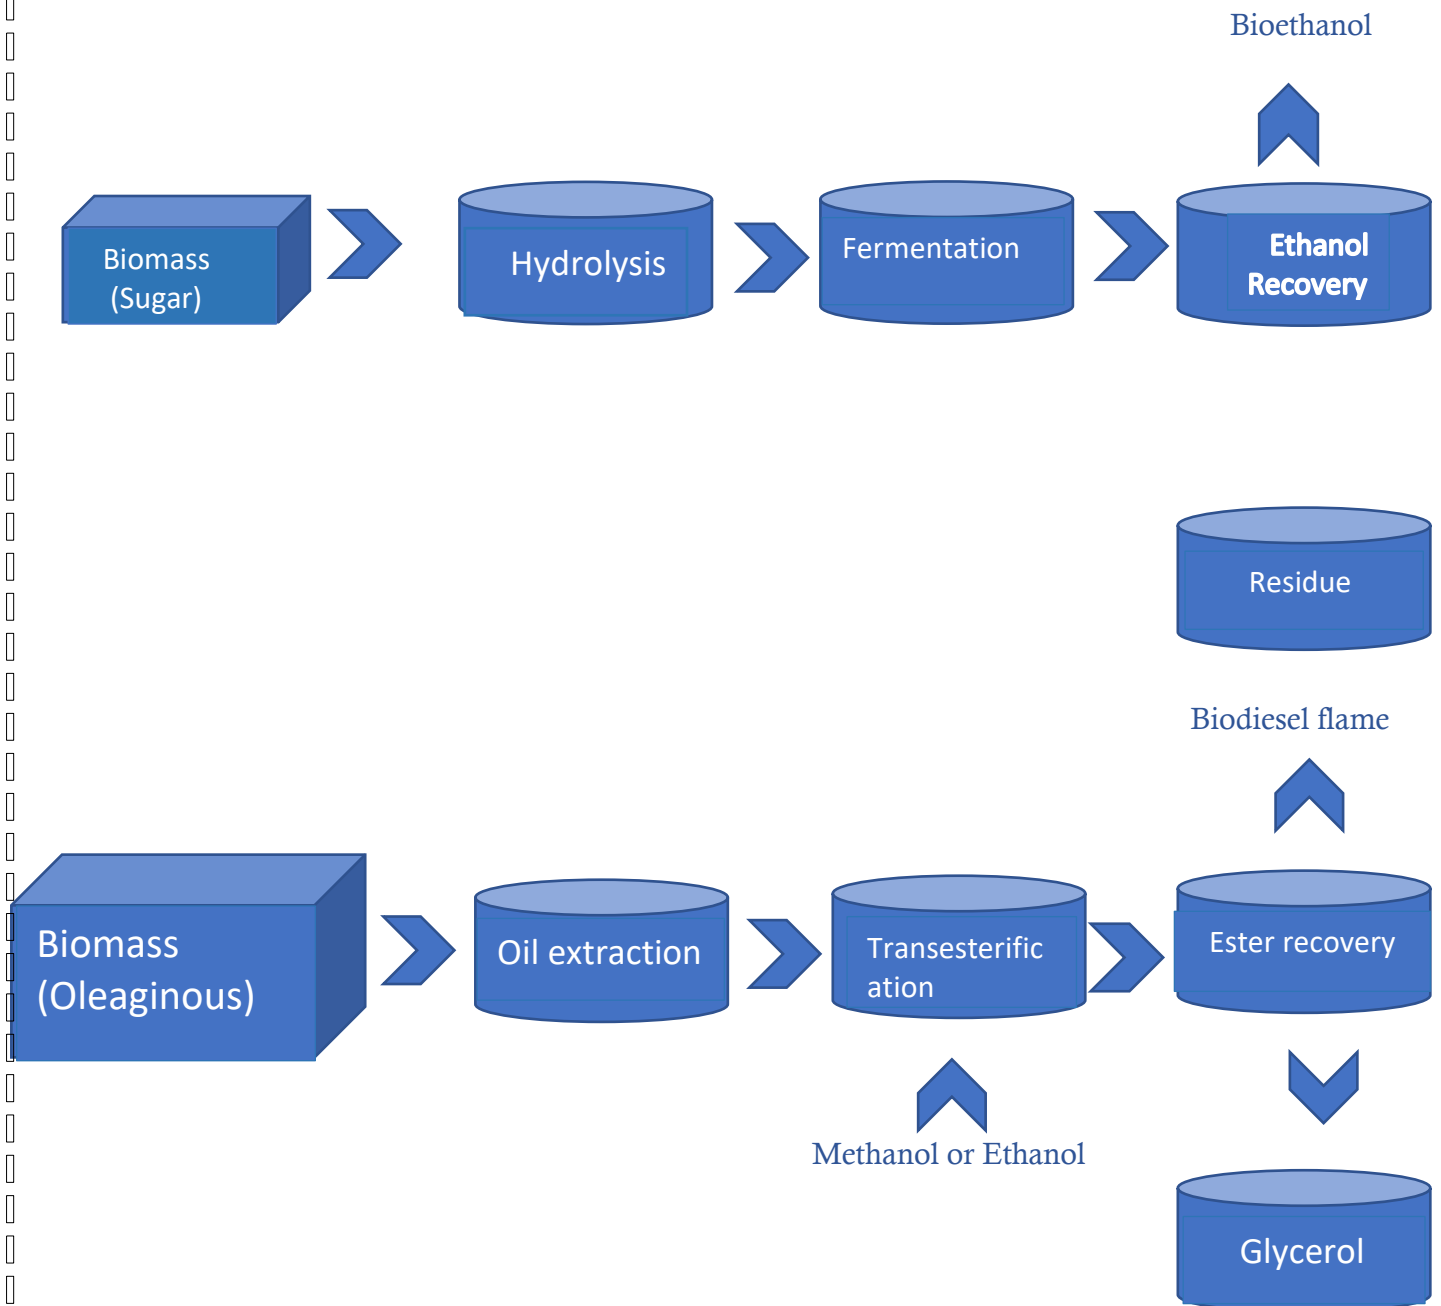 Bioethanol
Biomass
(Sugar)
Hydrolysis
Fermentation
Ethanol
Recovery
Residue
Biodiesel flame
Biomass
(Oleaginous)
Oil extraction
Transesterific
ation
Ester recovery
Methanol or Ethanol
Glycerol